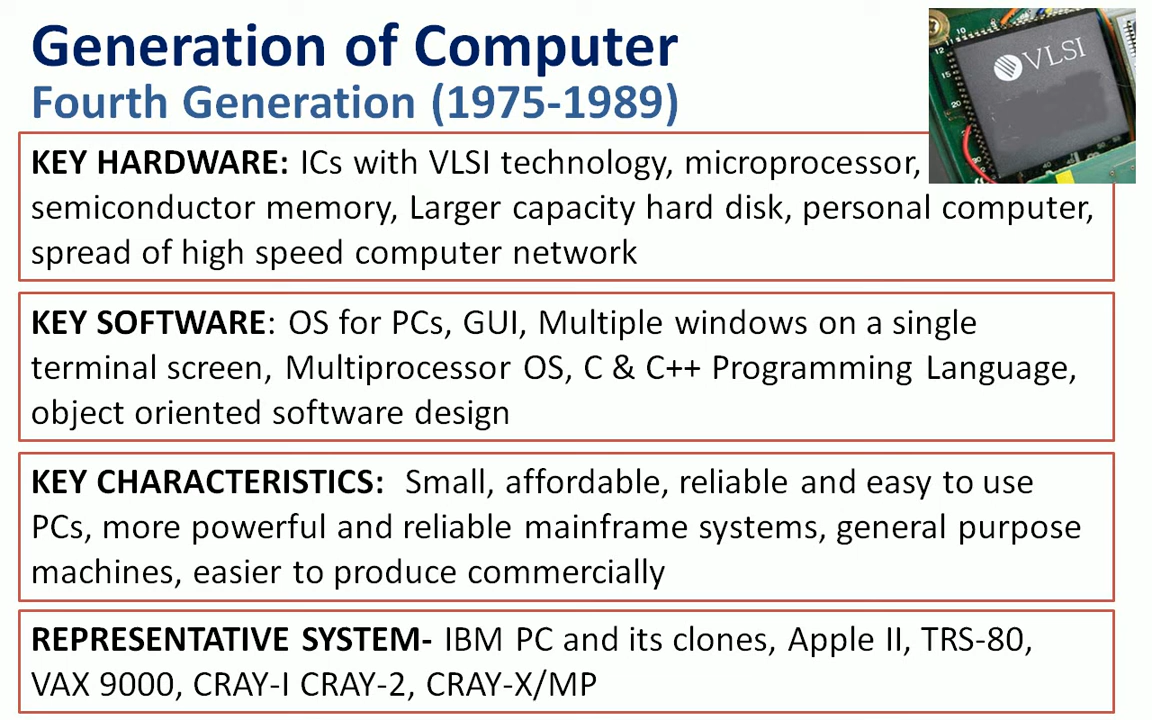 Generation of Computer
Fourth Generation (1975-1989)
VLSI
KEY HARDWARE: ICs with VLSI technology, microprocessor,
semiconductor memory, Larger capacity hard disk, personal computer,
spread of high speed computer network
KEY SOFTWARE: OS for PCs, GUI, Multiple windows on a single
terminal screen, Multiprocessor OS, C & C++ Programming Language,
object oriented software design
KEY CHARACTERISTICS: Small, affordable, reliable and easy to use
PCs, more powerful and reliable mainframe systems, general purpose
machines, easier to produce commercially
REPRESENTATIVE SYSTEM- IBM PC and its clones, Apple II, TRS-80,
VAX 9000, CRAY-I CRAY-2, CRAY-X/MP